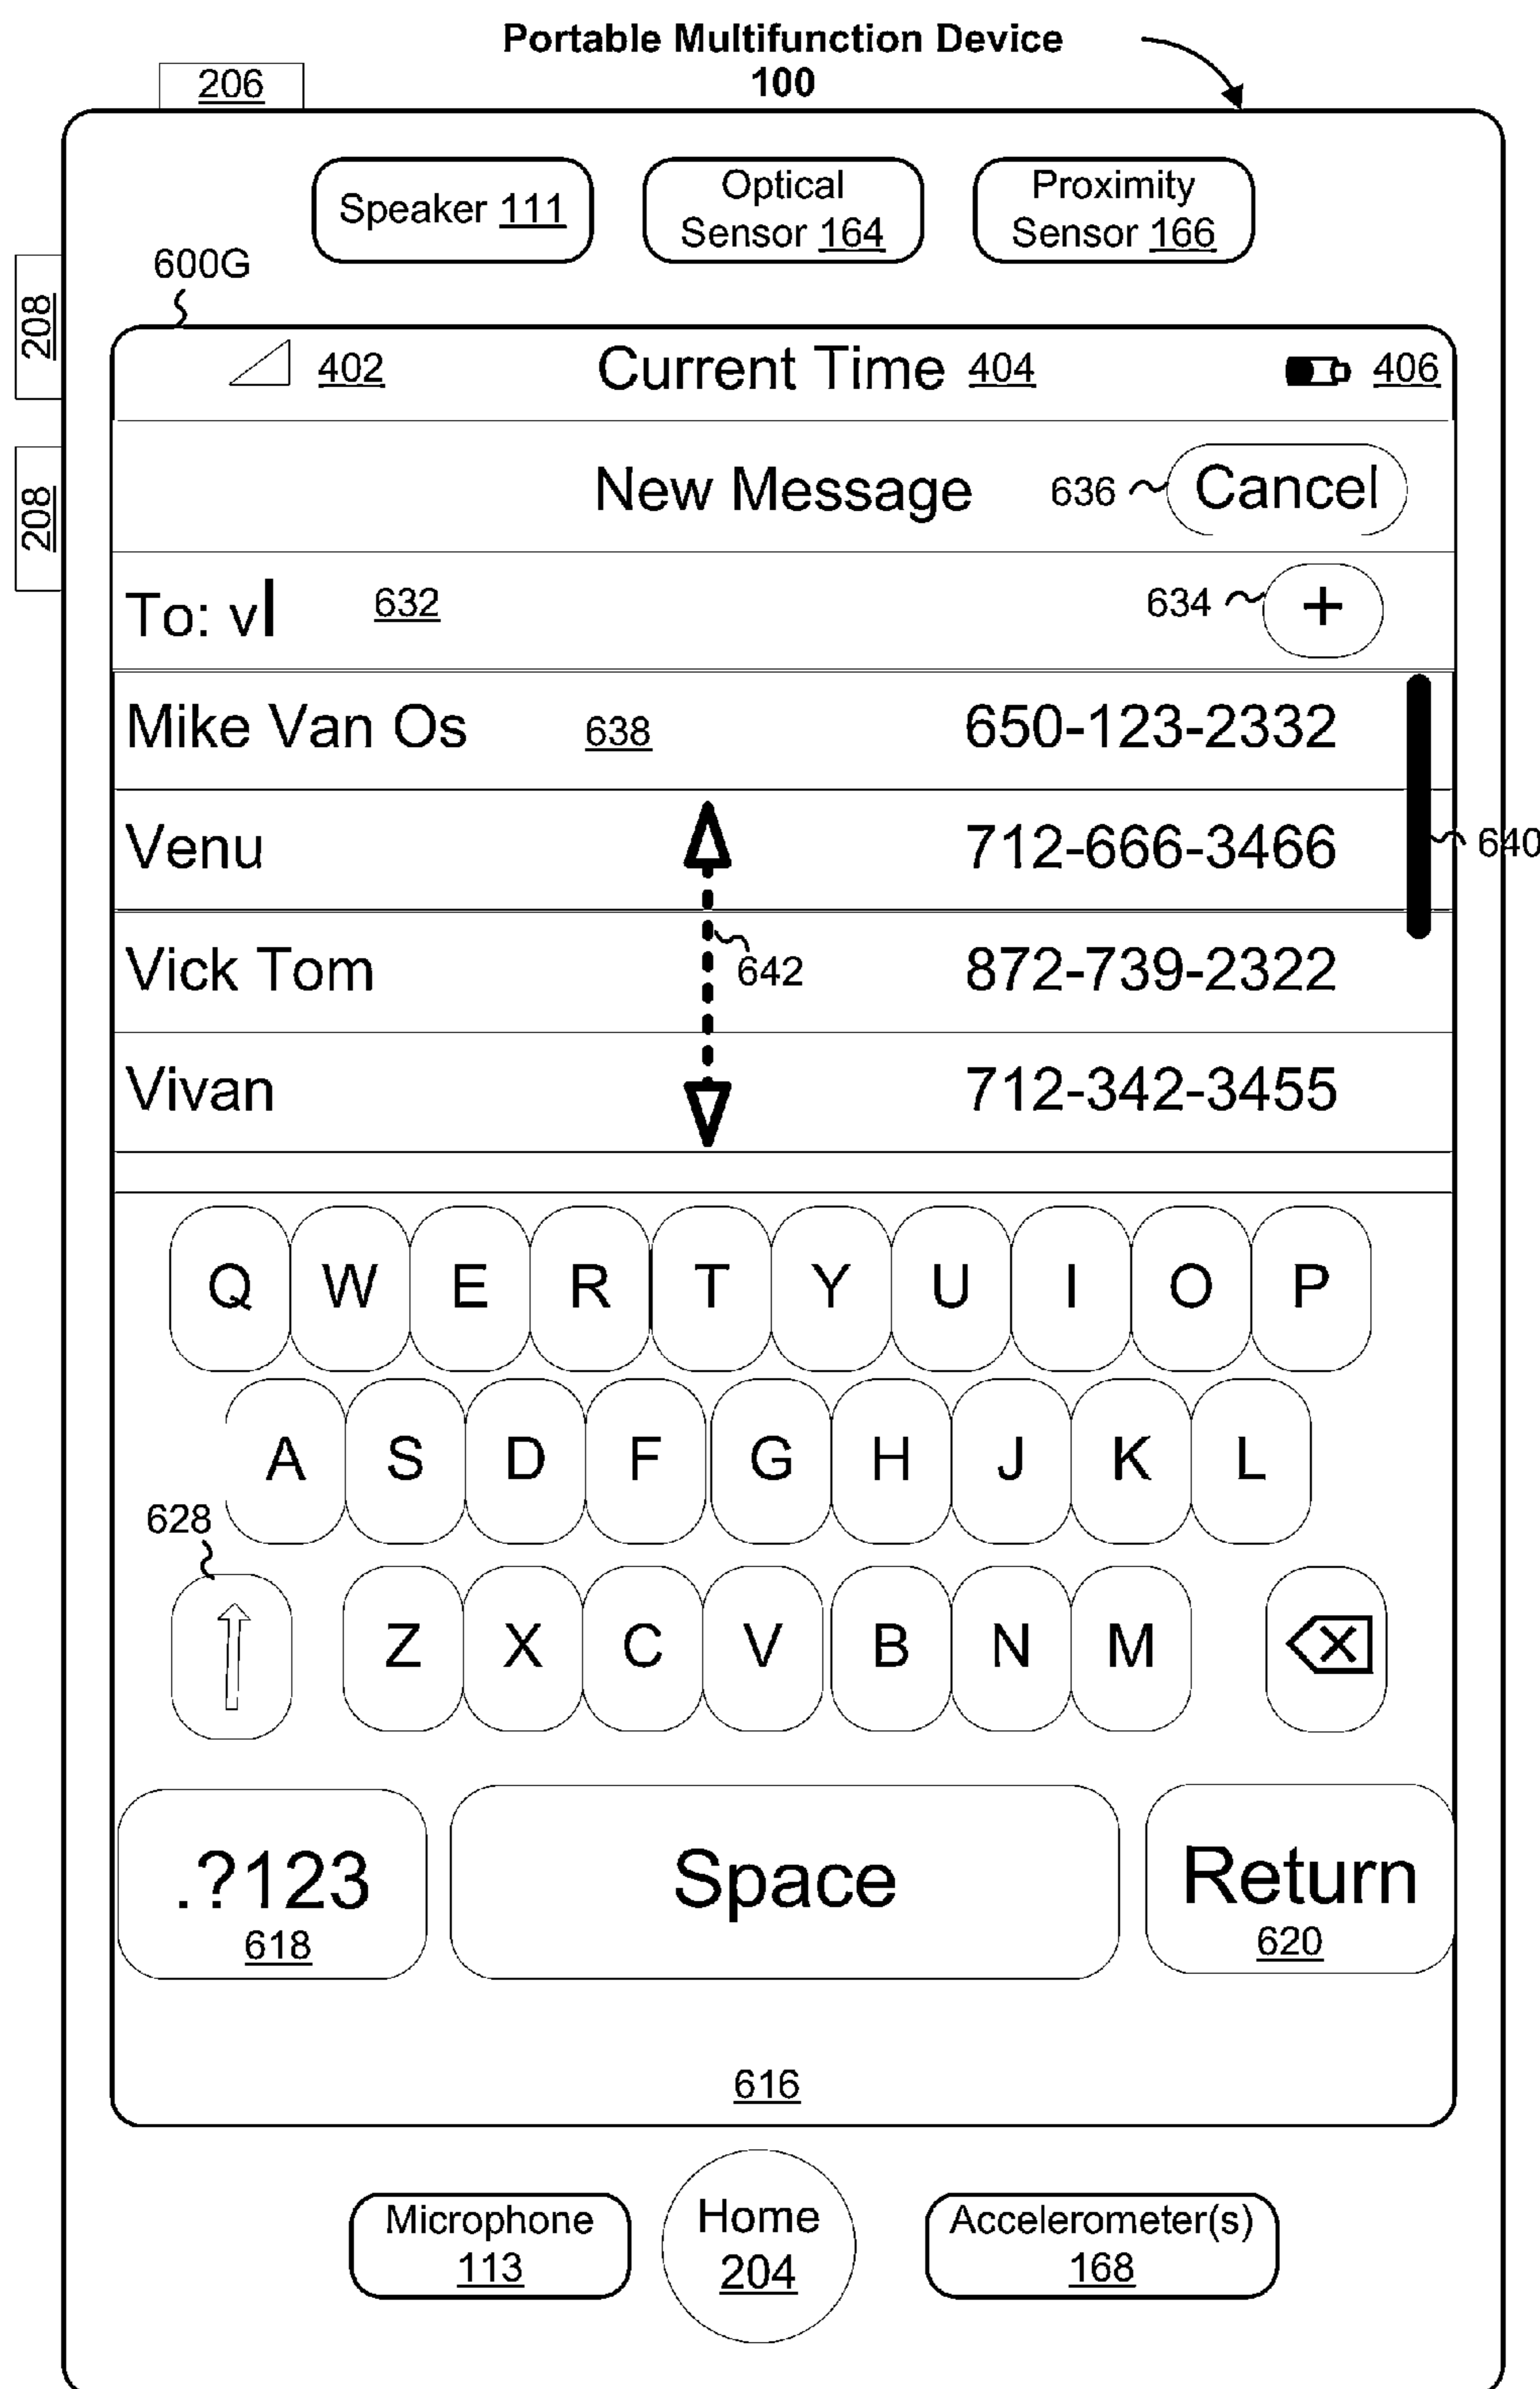 Portable Multifunction Device
100
206
Speaker 111
Optical
Sensor 164
Proximity
Sensor 166
600G
208
208
402
Current Time 404
406
New Message
636
Cancel
To: v
632
634
+
Mike Van Os
638
650-123-2332
Venu
712-666-3466
640
Vick Tom
642
872-739-2322
Vivan
712-342-3455
Q W E R T Y U I O P
A S D F G H J K L
628
Z X C V B N M
.?123
618
Space
Return
620
616
Microphone
113
Home
204
Accelerometer(s)
168